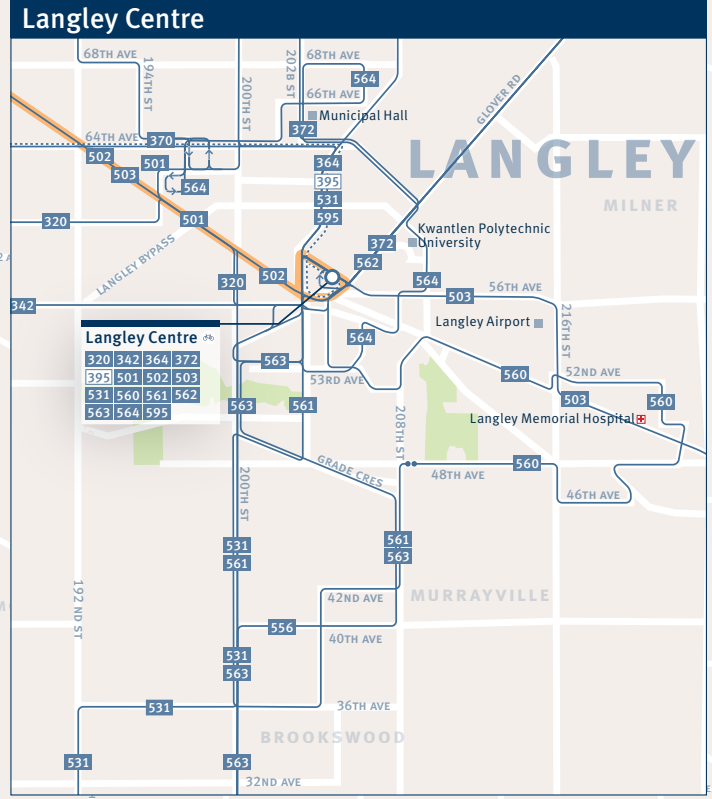 Langley Centre
68TH AVE
68TH AVE
194TH ST
200TH ST
202B ST
564
66TH AVE
GLOVER RD
Municipal Hall
372
64TH AVE
370
LANGLEY
502
501
364
503
564
395
531
MILNER
320
501
595
Kwantlen Polytechnic
University
372
562
LANGLEY BYPASS
320
502
564
56TH AVE
503
342
216TH ST
Langley Airport
564
Langley Centre
320 342 364 372
395 501 502 503
531 560 561 562
563 564 595
563
53RD AVE
560
52ND AVE
503
560
563
561
208TH ST
Langley Memorial Hospital
GRADE CRES
48TH AVE
560
200TH ST
46TH AVE
531
561
561
563
192 ND ST
42ND AVE
MURRAYVILLE
556
40TH AVE
531
563
531
36TH AVE
BROOKSWOOD
531
563
32ND AVE